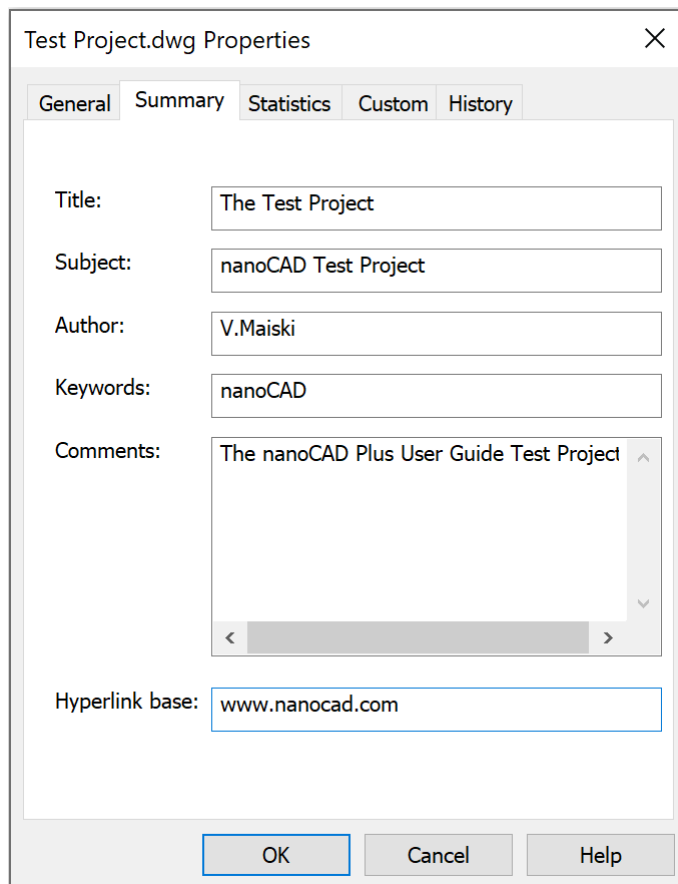 Test Project.dwg Properties
General Summary Statistics Custom History
Title: The Test Project
Subject: nanoCAD Test Project
Author: V.Maiski
Keywords: nanoCAD
Comments: The nanoCAD Plus User Guide Test Project
Hyperlink base: www.nanocad.com
OK Cancel Help